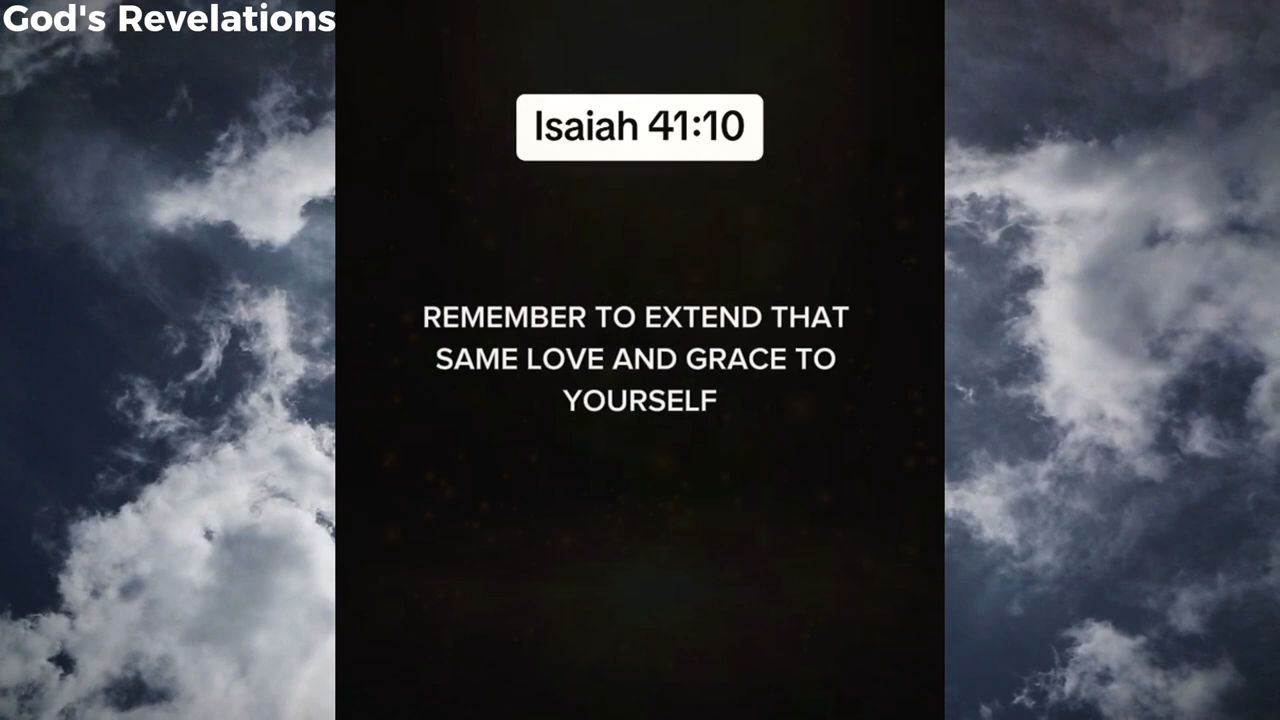 God's Revelations
Isaiah 41:10
REMEMBER TO EXTEND THAT
SAME LOVE AND GRACE TO
YOURSELF